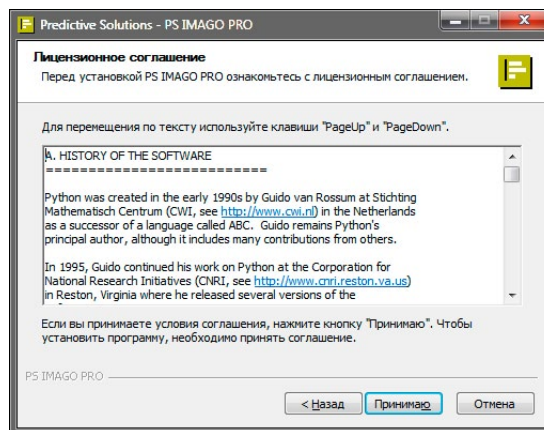 Predictive Solutions - PS IMAGO PRO
Лицензионное соглашение
Перед установкой PS IMAGO PRO ознакомьтесь с лицензионным соглашением.
Для перемещения по тексту используйте клавиши "PageUp" и "PageDown".
A. HISTORY OF THE SOFTWARE
==========================
Python was created in the early 1990s by Guido van Rossum at Stichting
Mathematisch Centrum (CWI, see http://www.cwi.nl) in the Netherlands
as a successor of a language called ABC.  Guido remains Python's
principal author, although it includes many contributions from others.
In 1995, Guido continued his work on Python at the Corporation for
National Research Initiatives (CNRI, see http://www.cnri.reston.va.us)
in Reston, Virginia where he released several versions of the
Если вы принимаете условия соглашения, нажмите кнопку "Принимаю". Чтобы
установить программу, необходимо принять соглашение.
PS IMAGO PRO
< Назад
Принимаю
Отмена